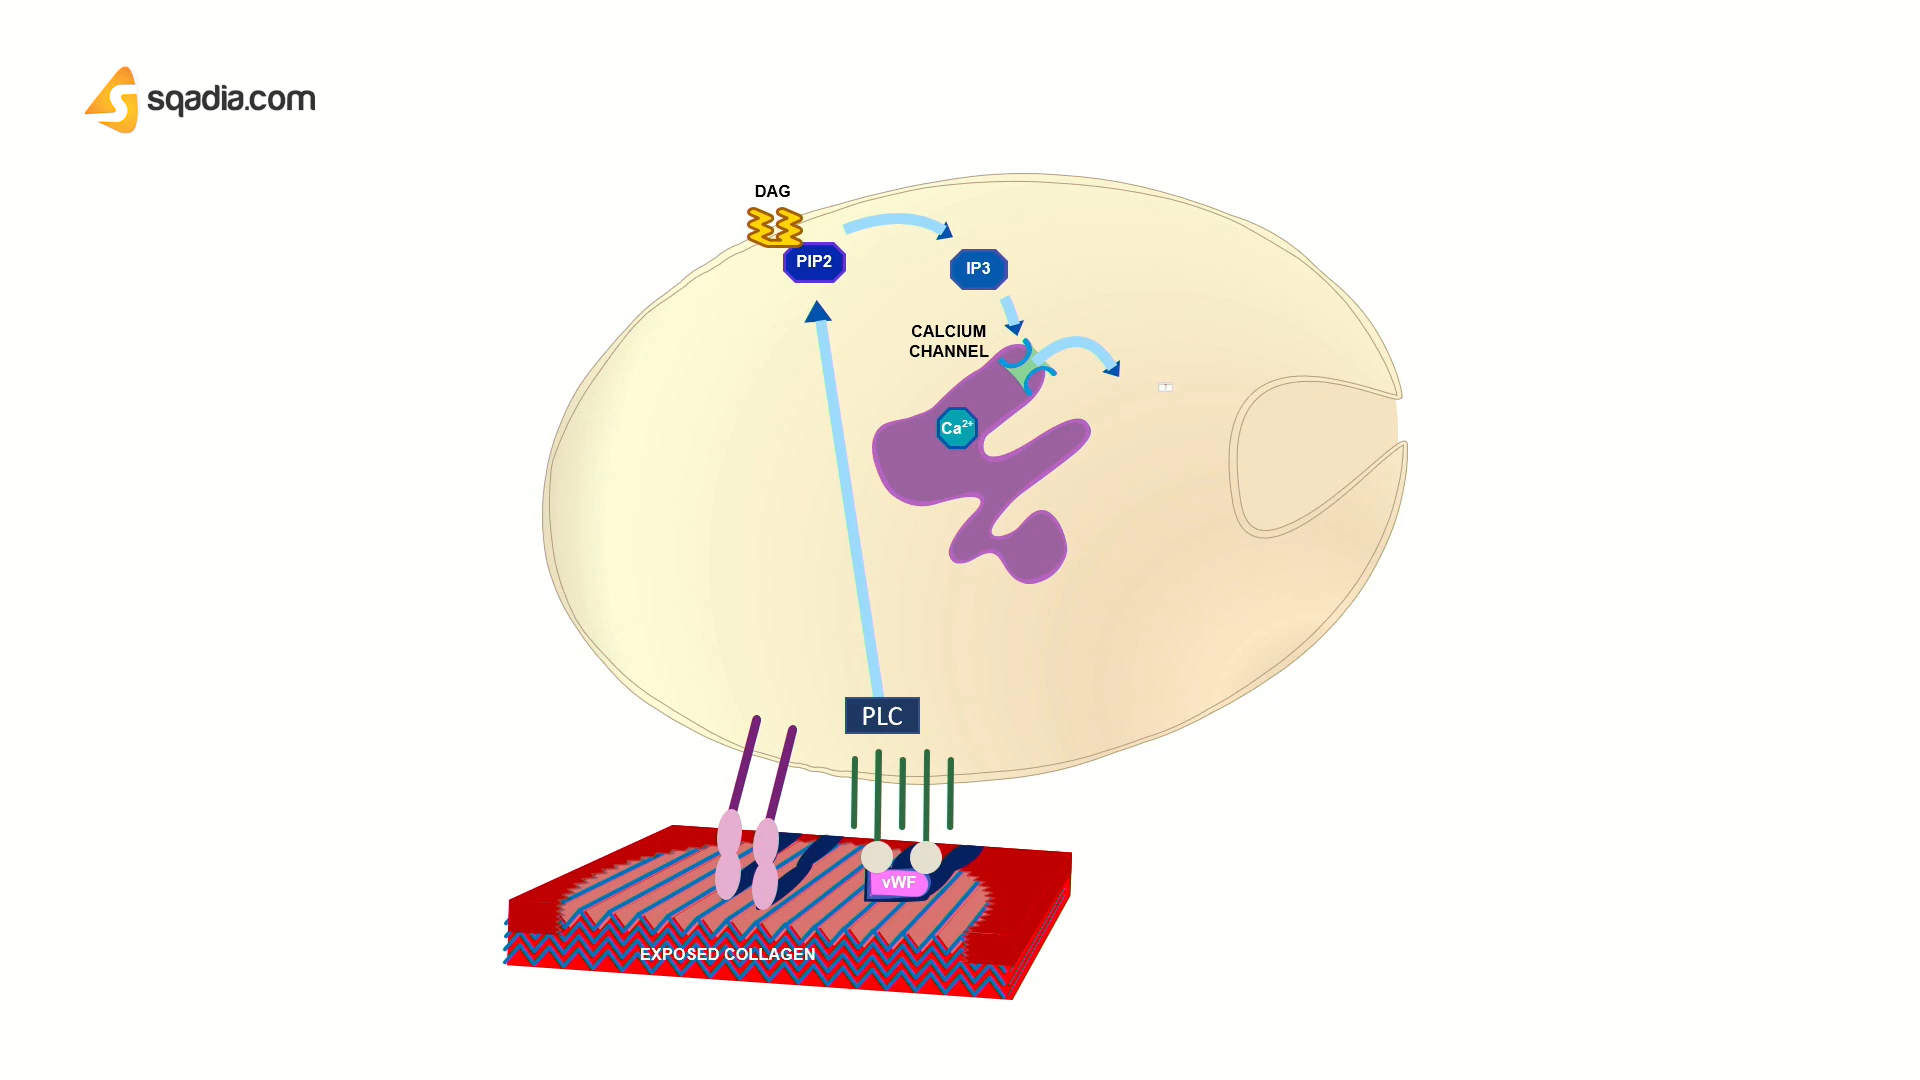 sqadia.com
DAG
PIP2
IP3
CALCIUM
CHANNEL
Ca²⁺
PLC
vWF
EXPOSED COLLAGEN